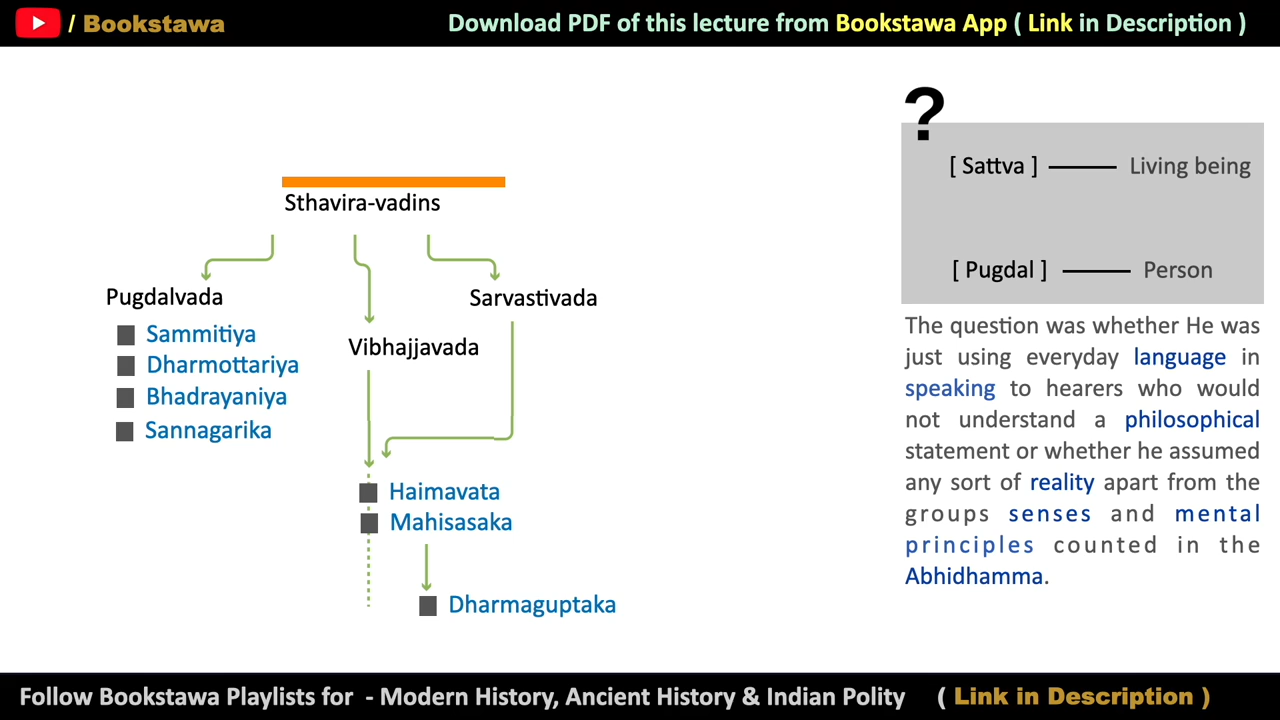 / Bookstawa
Download PDF of this lecture from Bookstawa App ( Link in Description )
Sthavira-vadins
Pugdalvada
Sammitiya
Dharmottariya
Bhadrayaniya
Sannagarika
Vibhajjavada
Sarvastivada
Haimavata
Mahisasaka
Dharmaguptaka
?
[ Sattva ] Living being
[ Pugdal ] Person
The question was whether He was
just using everyday language in
speaking to hearers who would
not understand a philosophical
statement or whether he assumed
any sort of reality apart from the
groups senses and mental
principles counted in the
Abhidhamma.
Follow Bookstawa Playlists for - Modern History, Ancient History & Indian Polity ( Link in Description )